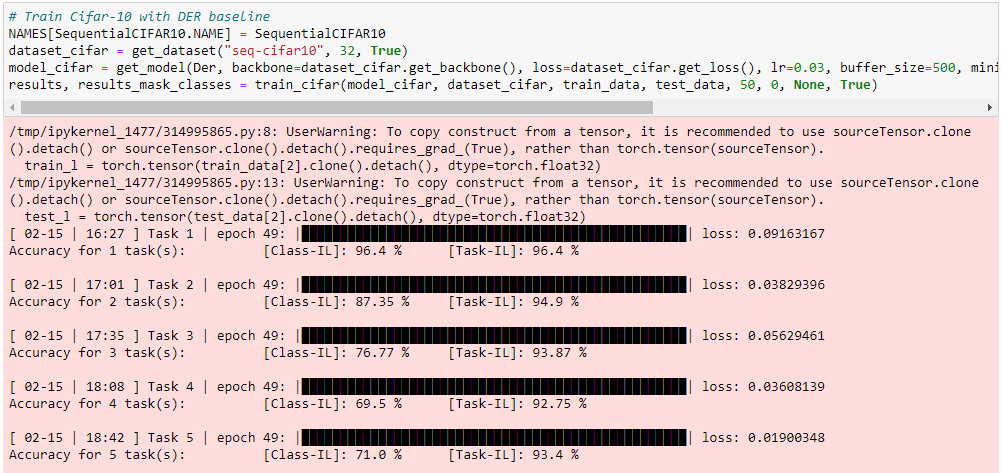 # Train Cifar-10 with DER baseline
NAMES[SequentialCIFAR10.NAME] = SequentialCIFAR10
dataset_cifar = get_dataset("seq-cifar10", 32, True)
model_cifar = get_model(Der, backbone=dataset_cifar.get_backbone(), loss=dataset_cifar.get_loss(), lr=0.03, buffer_size=500, mini
results, results_mask_classes = train_cifar(model_cifar, dataset_cifar, train_data, test_data, 50, 0, None, True)
/tmp/ipykernel_1477/314995865.py:8: UserWarning: To copy construct from a tensor, it is recommended to use sourceTensor.clone
().detach() or sourceTensor.clone().detach().requires_grad_(True), rather than torch.tensor(sourceTensor).
train_l = torch.tensor(train_data[2].clone().detach(), dtype=torch.float32)
/tmp/ipykernel_1477/314995865.py:13: UserWarning: To copy construct from a tensor, it is recommended to use sourceTensor.clone
().detach() or sourceTensor.clone().detach().requires_grad_(True), rather than torch.tensor(sourceTensor).
test_l = torch.tensor(test_data[2].clone().detach(), dtype=torch.float32)
[ 02-15 | 16:27 ] Task 1 | epoch 49: | | loss: 0.09163167
Accuracy for 1 task(s): [Class-IL]: 96.4 % [Task-IL]: 96.4 %
[ 02-15 | 17:01 ] Task 2 | epoch 49: | | loss: 0.03829396
Accuracy for 2 task(s): [Class-IL]: 87.35 % [Task-IL]: 94.9 %
[ 02-15 | 17:35 ] Task 3 | epoch 49: | | loss: 0.05629461
Accuracy for 3 task(s): [Class-IL]: 76.77 % [Task-IL]: 93.87 %
[ 02-15 | 18:08 ] Task 4 | epoch 49: | | loss: 0.03608139
Accuracy for 4 task(s): [Class-IL]: 69.5 % [Task-IL]: 92.75 %
[ 02-15 | 18:42 ] Task 5 | epoch 49: | | loss: 0.01900348
Accuracy for 5 task(s): [Class-IL]: 71.0 % [Task-IL]: 93.4 %